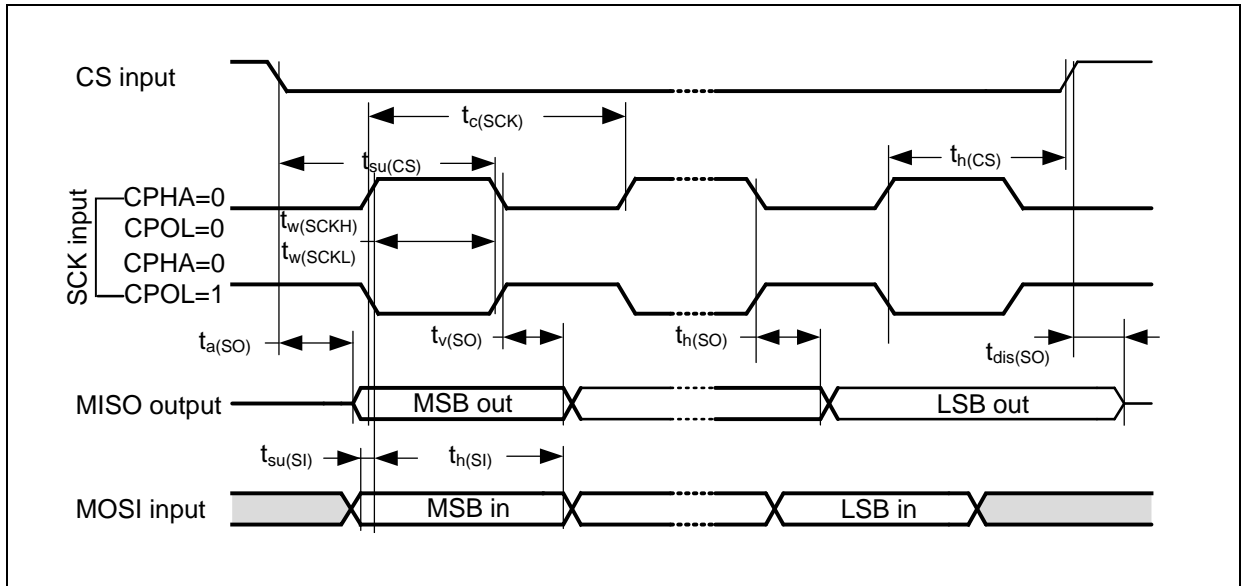 CS input
tc(SCK)
tsu(CS)
th(CS)
SCK input
CPHA=0
CPOL=0
CPHA=0
CPOL=1
tw(SCKH)
tw(SCKL)
ta(SO)
tv(SO)
th(SO)
tdis(SO)
MISO output
MSB out
LSB out
tsu(SI)
th(SI)
MOSI input
MSB in
LSB in